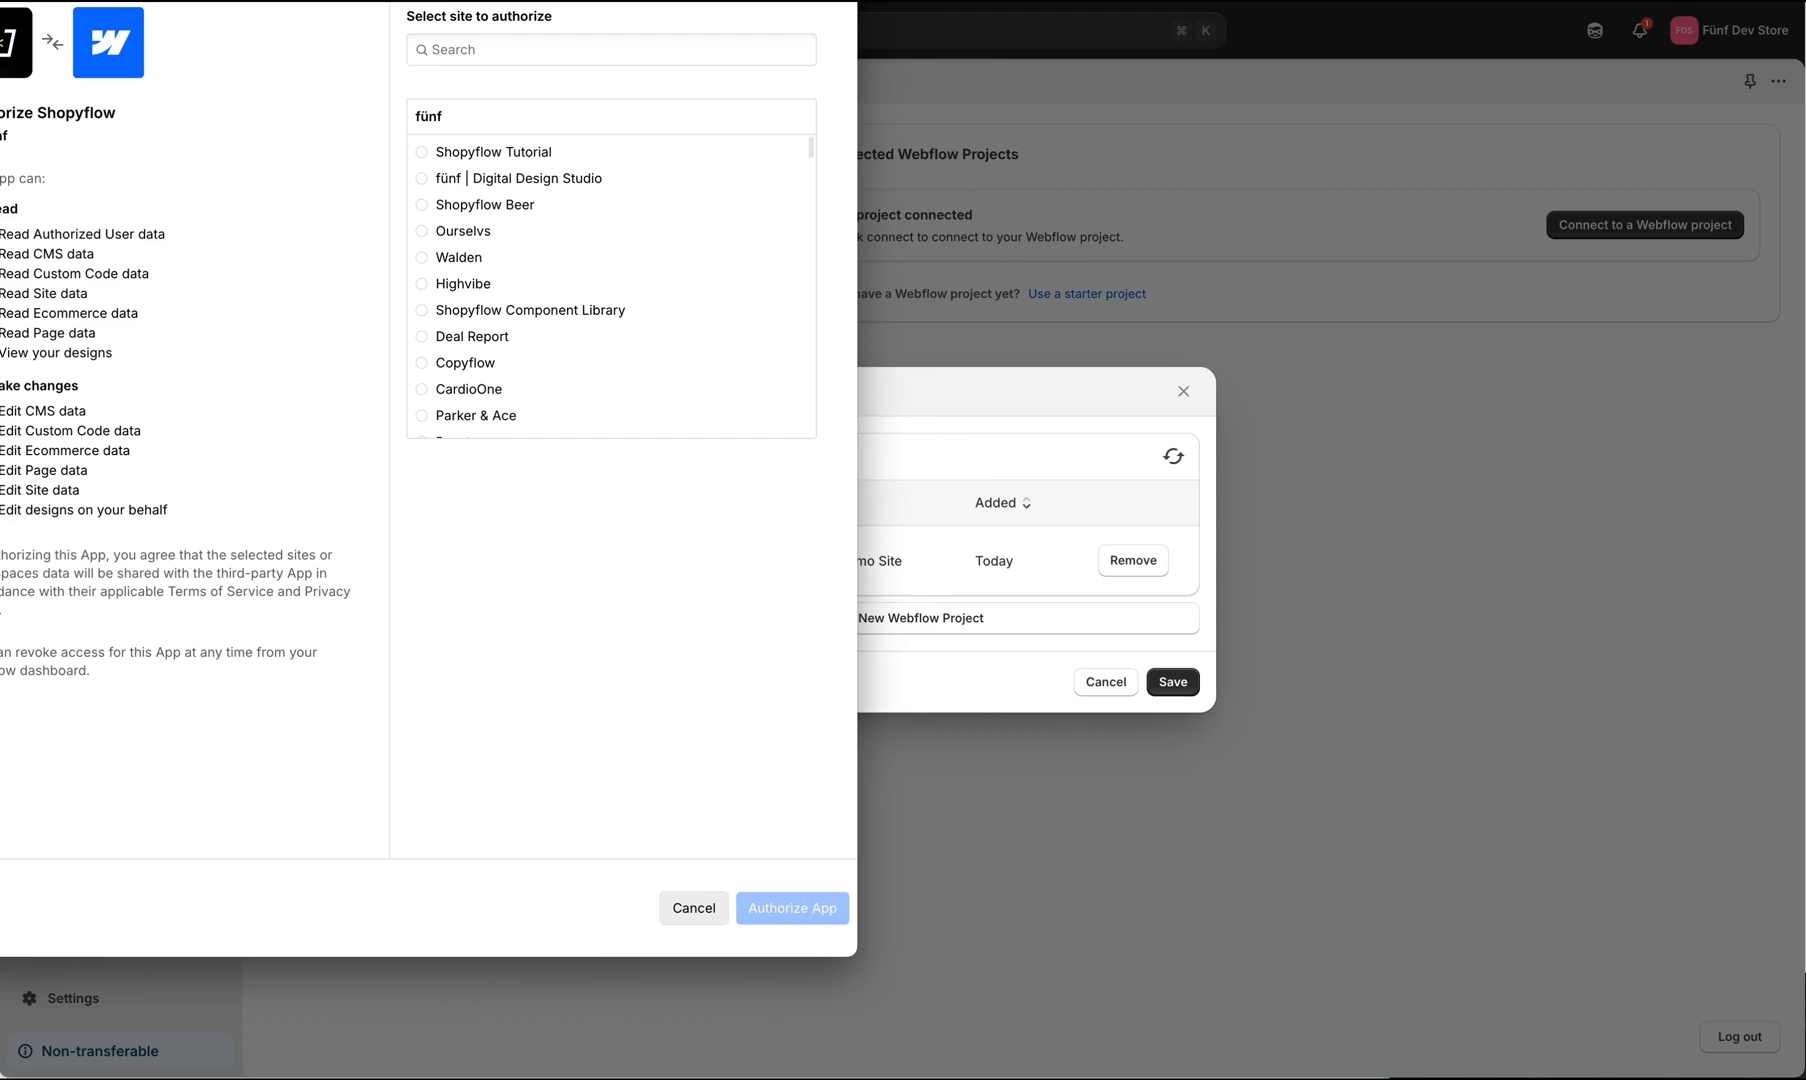 orize Shopyflow
nf
pp can:
ead
Read Authorized User data
Read CMS data
Read Custom Code data
Read Site data
Read Ecommerce data
Read Page data
View your designs
ake changes
Edit CMS data
Edit Custom Code data
Edit Ecommerce data
Edit Page data
Edit Site data
Edit designs on your behalf
horizing this App, you agree that the selected sites or
spaces data will be shared with the third-party App in
dance with their applicable Terms of Service and Privacy
an revoke access for this App at any time from your
ow dashboard.
Select site to authorize
Search
fünf
Shopyflow Tutorial
fünf | Digital Design Studio
Shopyflow Beer
Ourselvs
Walden
Highvibe
Shopyflow Component Library
Deal Report
Copyflow
CardioOne
Parker & Ace
Cancel
Authorize App
⌘ K
1
FDS
Fünf Dev Store
ected Webflow Projects
project connected
k connect to connect to your Webflow project.
Connect to a Webflow project
have a Webflow project yet? Use a starter project
Added
mo Site
Today
Remove
New Webflow Project
Cancel
Save
Settings
Non-transferable
Log out